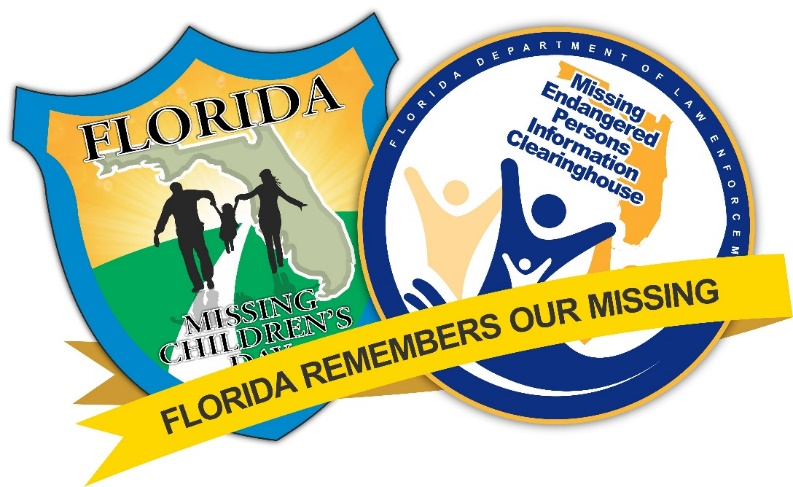 FLORIDA
MISSING
CHILDREN'S
DAY
FLORIDA DEPARTMENT OF LAW ENFORCEM
Missing
Endangered
Persons
Information
Clearinghouse
FLORIDA REMEMBERS OUR MISSING